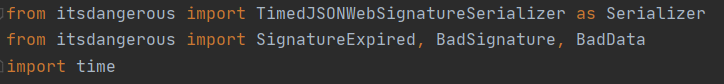 from itsdangerous import TimedJSONWebSignatureSerializer as Serializer
from itsdangerous import SignatureExpired, BadSignature, BadData
import time